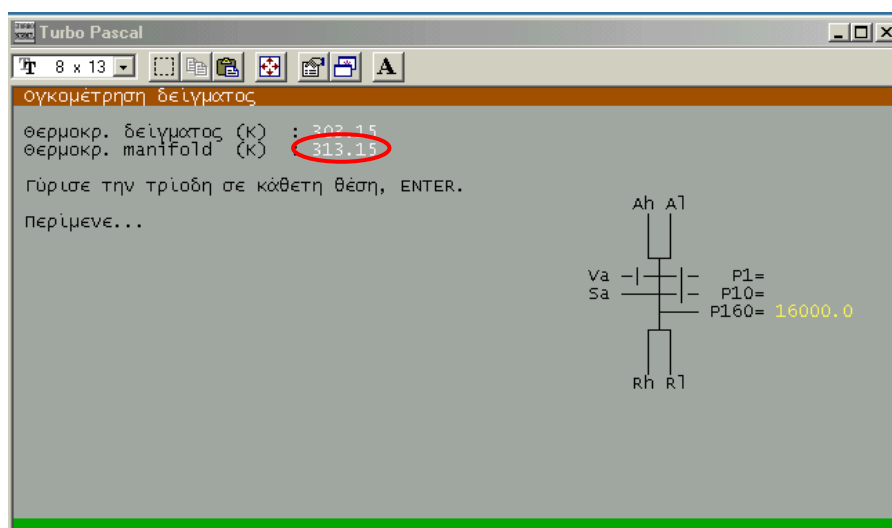 Turbo Pascal
8 x 13 A
Ογκομέτρηση δείγματος
Θερμοκρ. δείγματος (K) : 303.15
Θερμοκρ. manifold (K) : 313.15
Γύρισε την τρίοδη σε κάθετη θέση, ENTER.
Περίμενε...
Ah Al
Va P1=
Sa P10=
P160= 16000.0
Rh Rl